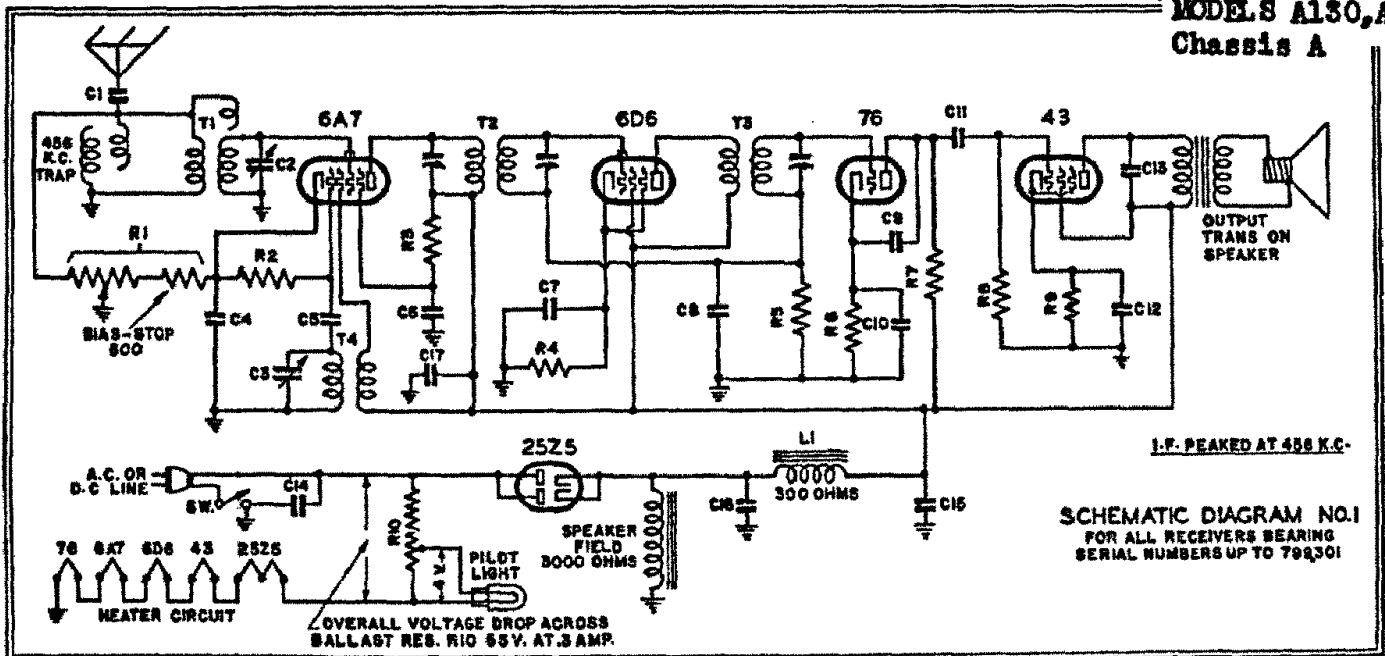 MODELS A130,A
Chassis A
C1
T1
6A7
T2
6D6
T3
76
C11
43
456
K.C.
TRAP
C2
C13
OUTPUT
TRANS ON
SPEAKER
R1
R2
R3
C9
R7
R8
R9
C12
BIAS-STOP
500
C4
C5
C6
C7
C8
R5
R6
C10
T4
C3
C17
R4
I.F. PEAKED AT 456 K.C.
25Z5
L1
300 OHMS
A.C. OR
D.C LINE
SW.
C14
R10
4 V.
PILOT
LIGHT
SPEAKER
FIELD
3000 OHMS
C16
C15
SCHEMATIC DIAGRAM NO.1
FOR ALL RECEIVERS BEARING
SERIAL NUMBERS UP TO 798,301
76 6A7 6D6 43 25Z5
HEATER CIRCUIT
OVERALL VOLTAGE DROP ACROSS
BALLAST RES. R10 55V. AT .3 AMP.